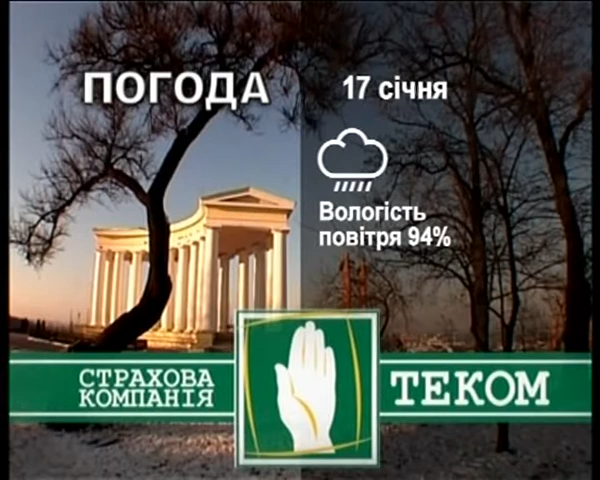 ПОГОДА
17 січня
Вологість
повітря 94%
СТРАХОВА
КОМПАНІЯ
ТЕКОМ